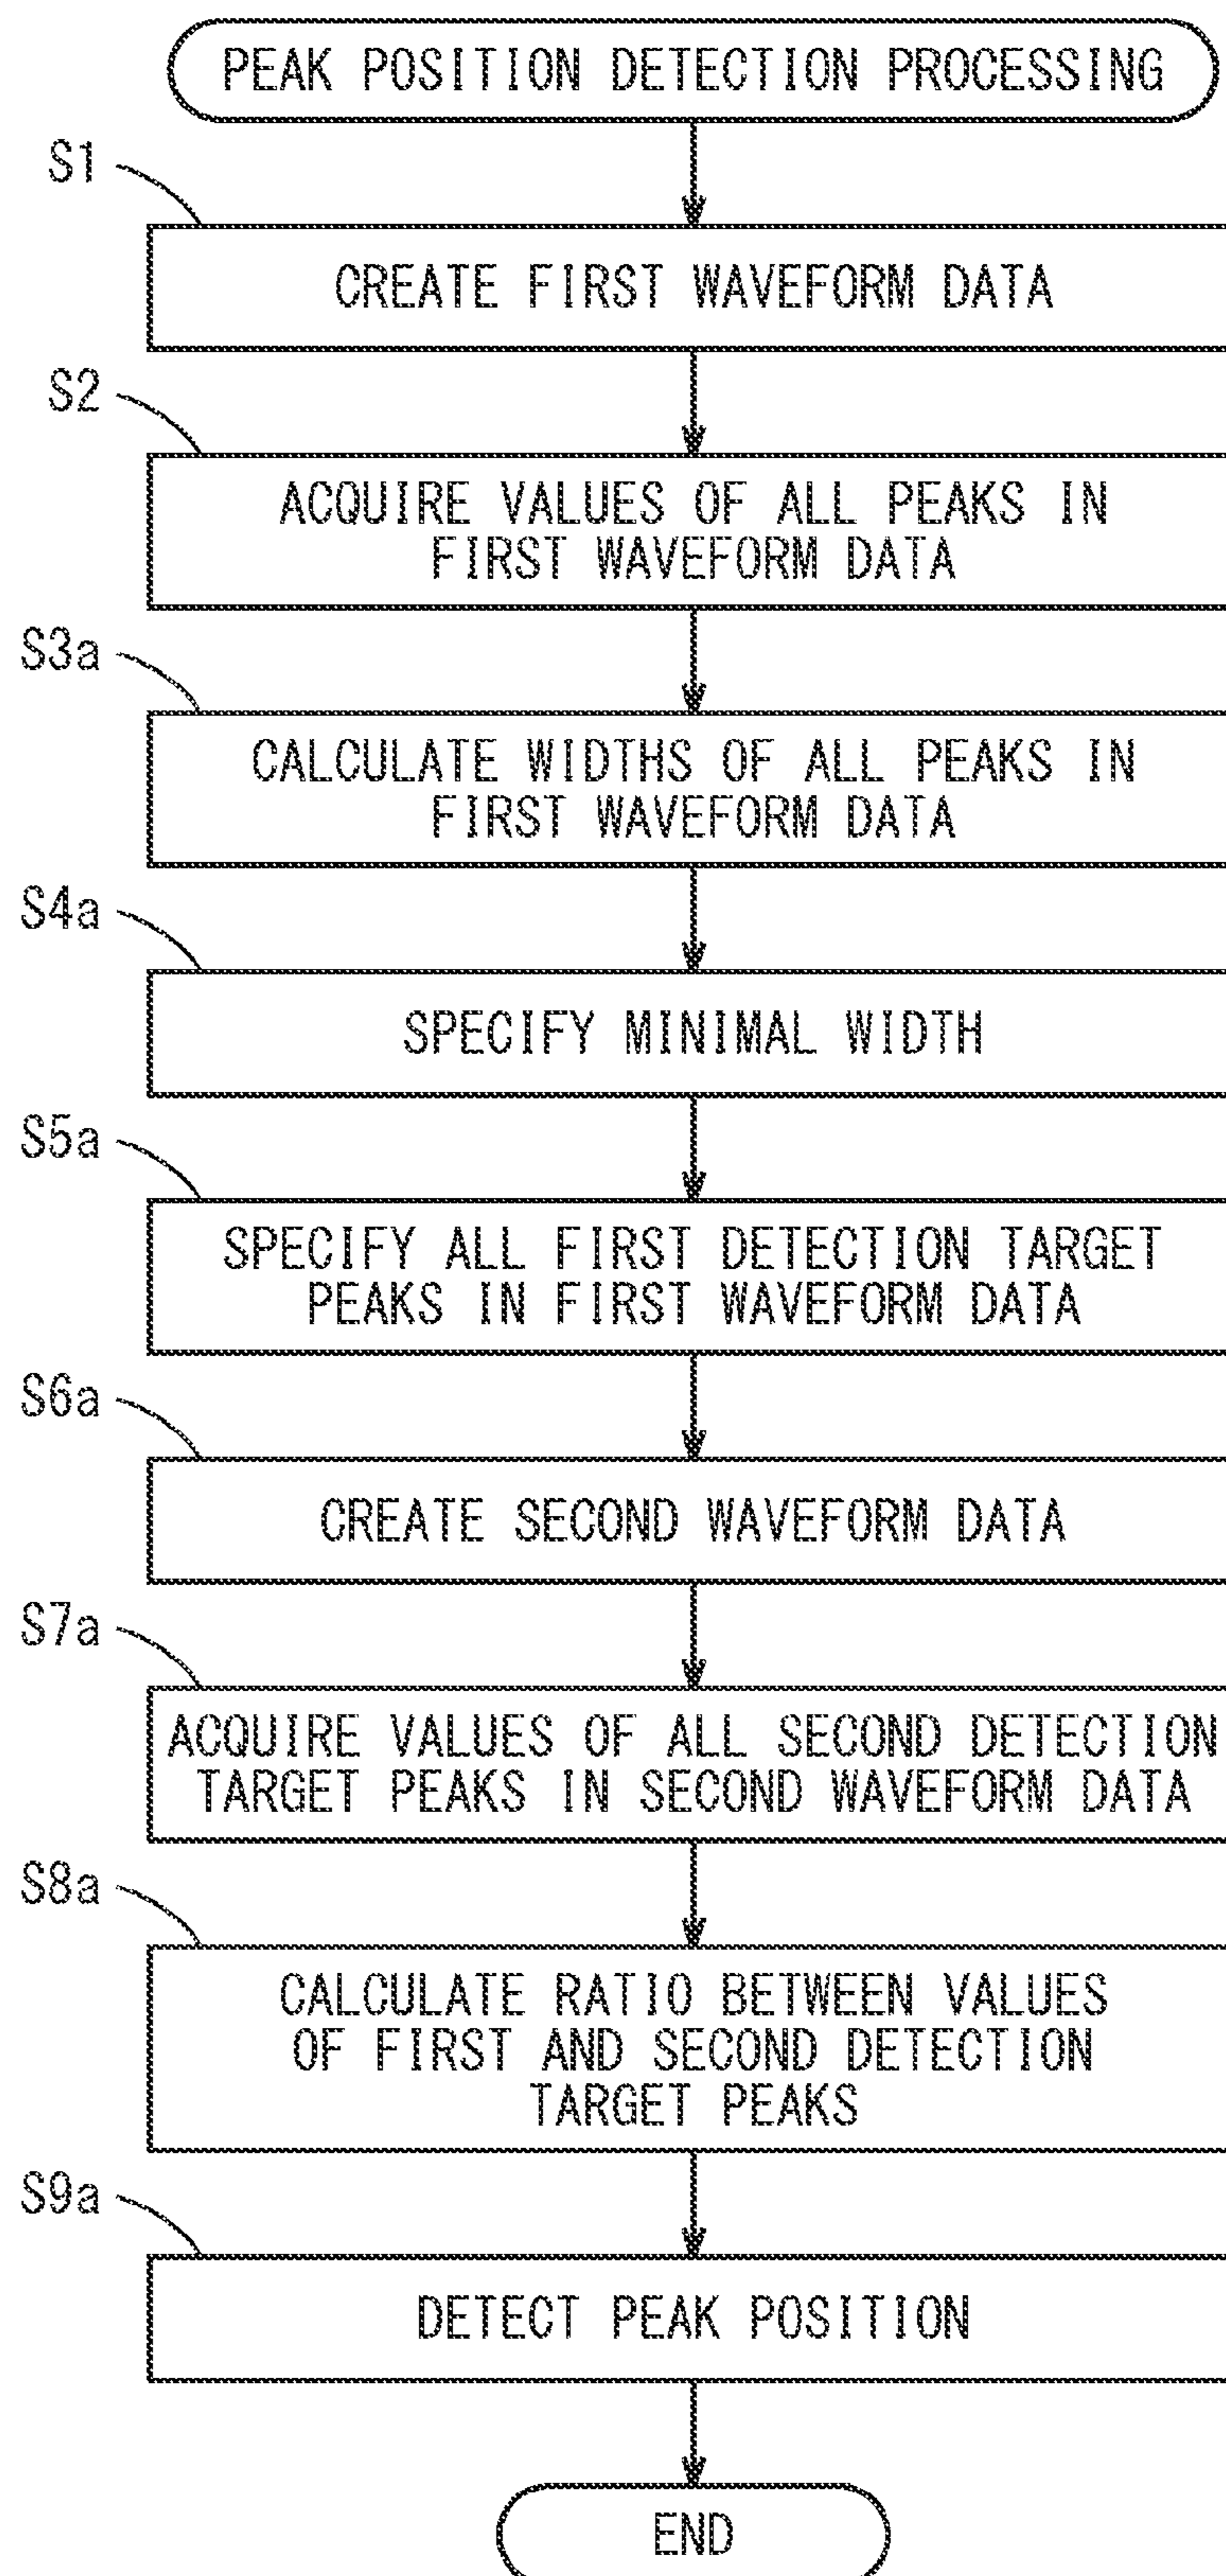 PEAK POSITION DETECTION PROCESSING
S1
CREATE FIRST WAVEFORM DATA
S2
ACQUIRE VALUES OF ALL PEAKS IN
FIRST WAVEFORM DATA
S3a
CALCULATE WIDTHS OF ALL PEAKS IN
FIRST WAVEFORM DATA
S4a
SPECIFY MINIMAL WIDTH
S5a
SPECIFY ALL FIRST DETECTION TARGET
PEAKS IN FIRST WAVEFORM DATA
S6a
CREATE SECOND WAVEFORM DATA
S7a
ACQUIRE VALUES OF ALL SECOND DETECTION
TARGET PEAKS IN SECOND WAVEFORM DATA
S8a
CALCULATE RATIO BETWEEN VALUES
OF FIRST AND SECOND DETECTION
TARGET PEAKS
S9a
DETECT PEAK POSITION
END